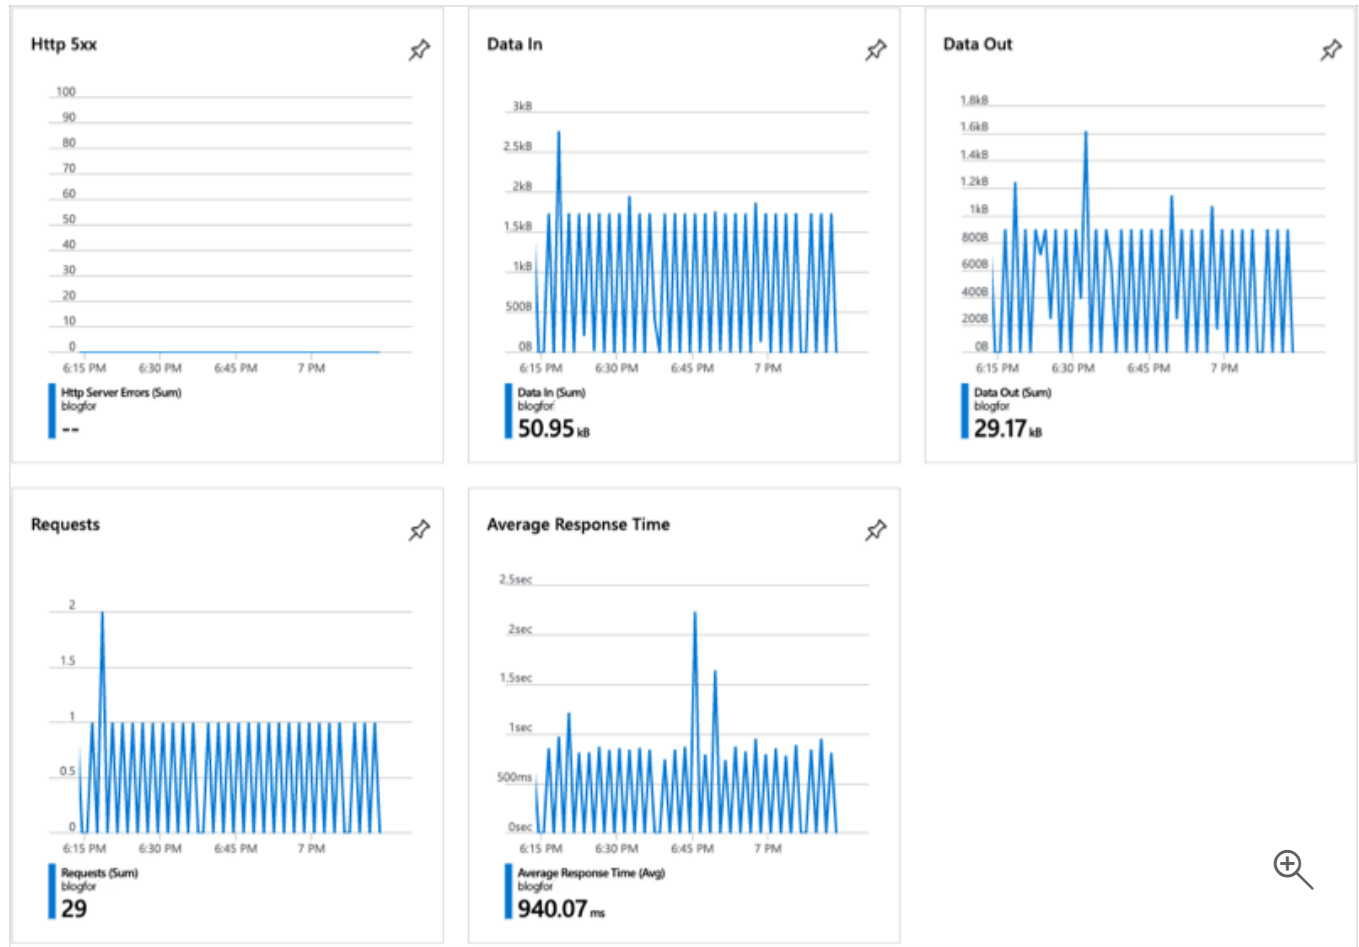 Http 5xx
100
90
80
70
60
50
40
30
20
10
0
6:15 PM 6:30 PM 6:45 PM 7 PM
Http Server Errors (Sum)
blogfor
--
Data In
3kB
2.5kB
2kB
1.5kB
1kB
500B
0B
6:15 PM 6:30 PM 6:45 PM 7 PM
Data In (Sum)
blogfor
50.95 kB
Data Out
1.8kB
1.6kB
1.4kB
1.2kB
1kB
800B
600B
400B
200B
0B
6:15 PM 6:30 PM 6:45 PM 7 PM
Data Out (Sum)
blogfor
29.17 kB
Requests
2
1.5
1
0.5
0
6:15 PM 6:30 PM 6:45 PM 7 PM
Requests (Sum)
blogfor
29
Average Response Time
2.5sec
2sec
1.5sec
1sec
500ms
0sec
6:15 PM 6:30 PM 6:45 PM 7 PM
Average Response Time (Avg)
blogfor
940.07 ms